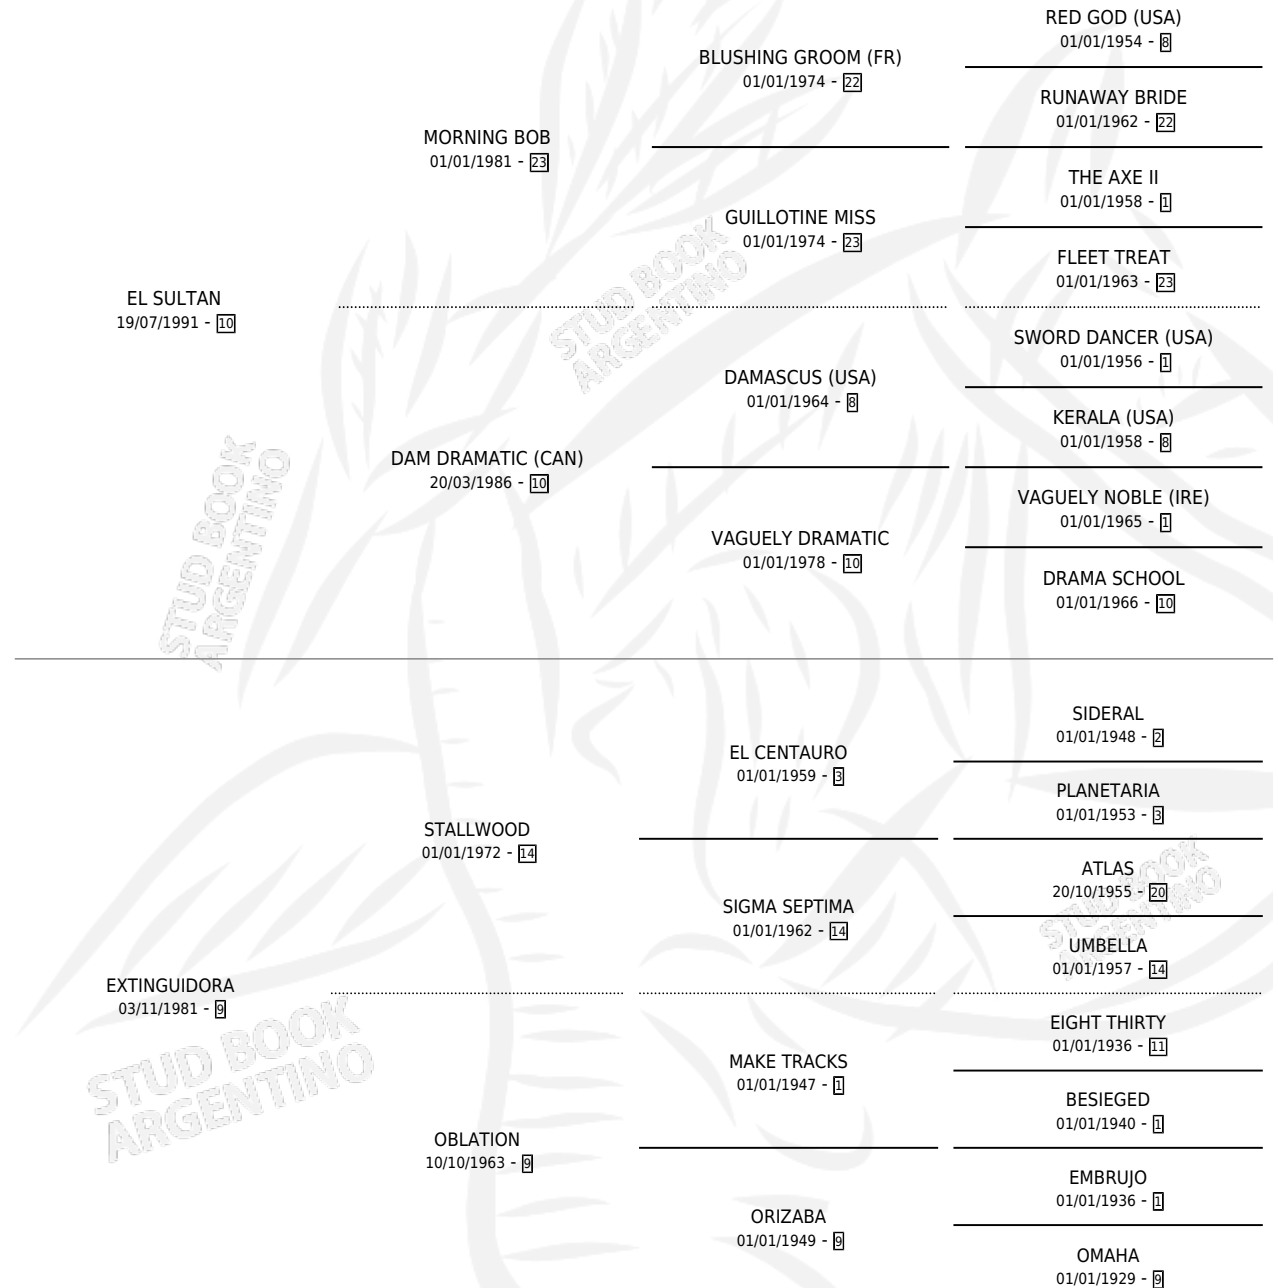 RED GOD (USA)
01/01/1954 - 8
BLUSHING GROOM (FR)
01/01/1974 - 22
RUNAWAY BRIDE
01/01/1962 - 22
MORNING BOB
01/01/1981 - 23
THE AXE II
01/01/1958 - 1
GUILLOTINE MISS
01/01/1974 - 23
FLEET TREAT
01/01/1963 - 23
EL SULTAN
19/07/1991 - 10
SWORD DANCER (USA)
01/01/1956 - 1
DAMASCUS (USA)
01/01/1964 - 8
KERALA (USA)
01/01/1958 - 8
DAM DRAMATIC (CAN)
20/03/1986 - 10
VAGUELY NOBLE (IRE)
01/01/1965 - 1
VAGUELY DRAMATIC
01/01/1978 - 10
DRAMA SCHOOL
01/01/1966 - 10
SIDERAL
01/01/1948 - 2
EL CENTAURO
01/01/1959 - 3
PLANETARIA
01/01/1953 - 3
STALLWOOD
01/01/1972 - 14
ATLAS
20/10/1955 - 20
SIGMA SEPTIMA
01/01/1962 - 14
UMBELLA
01/01/1957 - 14
EXTINGUIDORA
03/11/1981 - 9
EIGHT THIRTY
01/01/1936 - 11
MAKE TRACKS
01/01/1947 - 1
BESIEGED
01/01/1940 - 1
OBLATION
10/10/1963 - 9
EMBRUJO
01/01/1936 - 1
ORIZABA
01/01/1949 - 9
OMAHA
01/01/1929 - 9
STUD BOOK
ARGENTINO
STUD BOOK
ARGENTINO
STUD BOOK
ARGENTINO
STUD BOOK
ARGENTINO